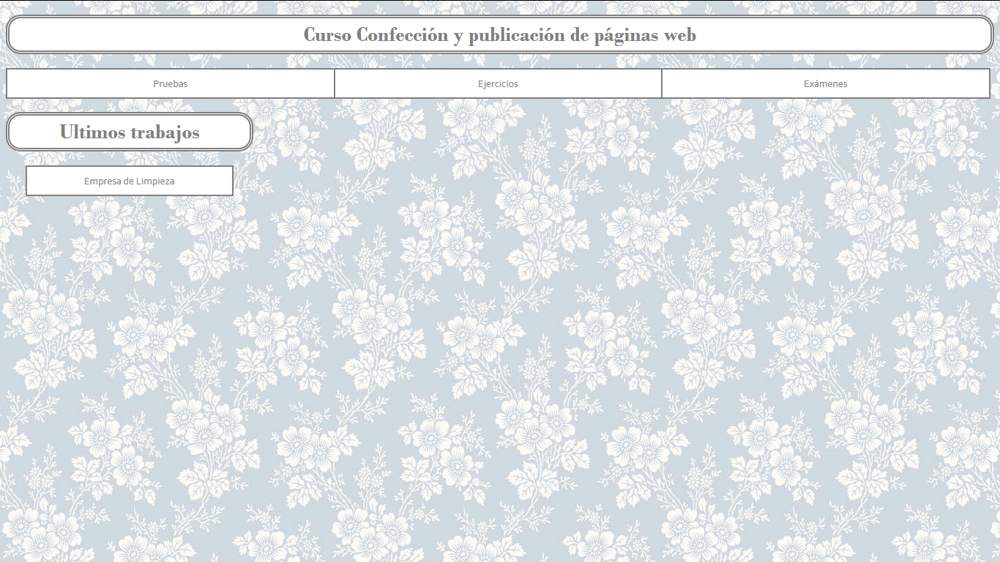 Curso Confección y publicación de páginas web
Pruebas
Ejercicios
Exámenes
Ultimos trabajos
Empresa de Limpieza